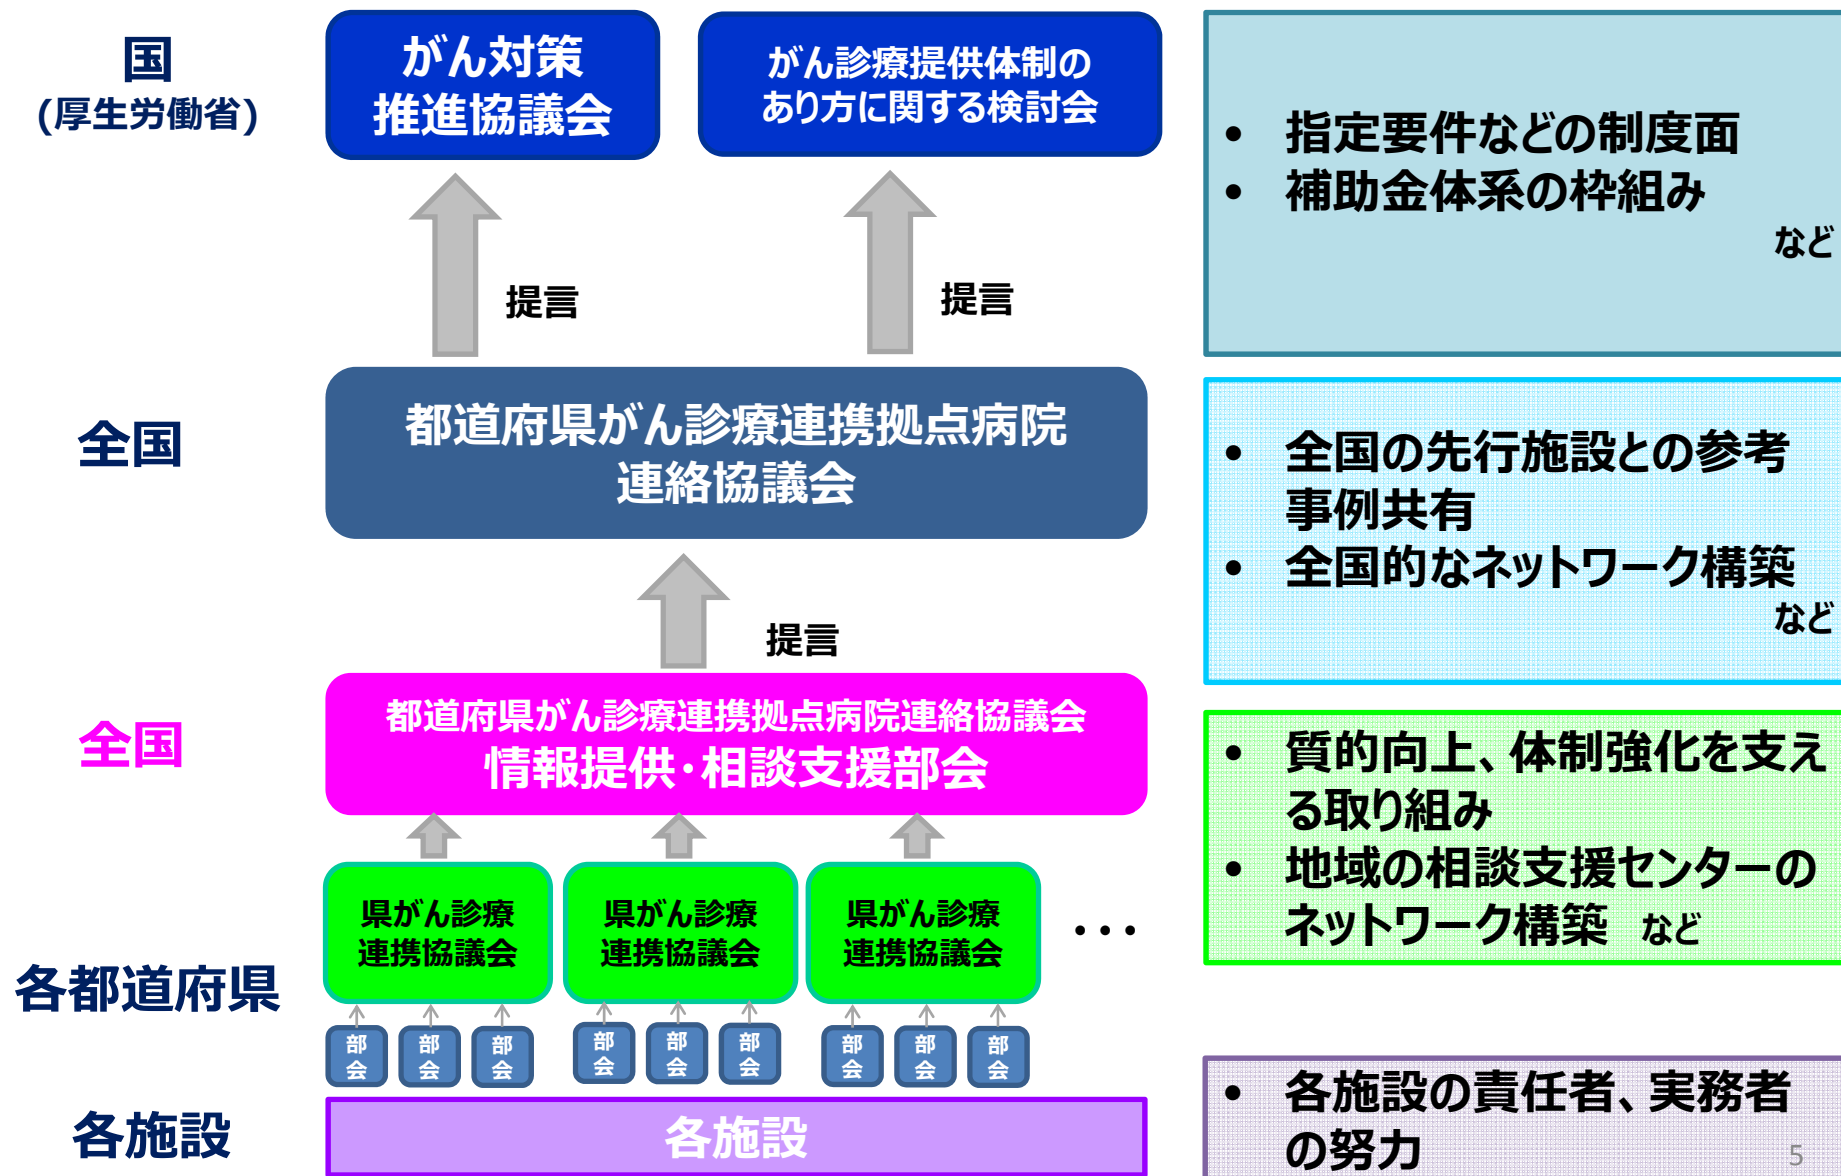 国
(厚生労働省)
がん対策
推進協議会
がん診療提供体制の
あり方に関する検討会
• 指定要件などの制度面
• 補助金体系の枠組み
など
提言
提言
全国
都道府県がん診療連携拠点病院
連絡協議会
• 全国の先行施設との参考
事例共有
• 全国的なネットワーク構築
など
提言
全国
都道府県がん診療連携拠点病院連絡協議会
情報提供・相談支援部会
• 質的向上、体制強化を支え
る取り組み
• 地域の相談支援センターの
ネットワーク構築 など
各都道府県
県がん診療
連携協議会
県がん診療
連携協議会
県がん診療
連携協議会
・・・
部
会
部
会
部
会
部
会
部
会
部
会
部
会
部
会
部
会
各施設
各施設
• 各施設の責任者、実務者
の努力
5